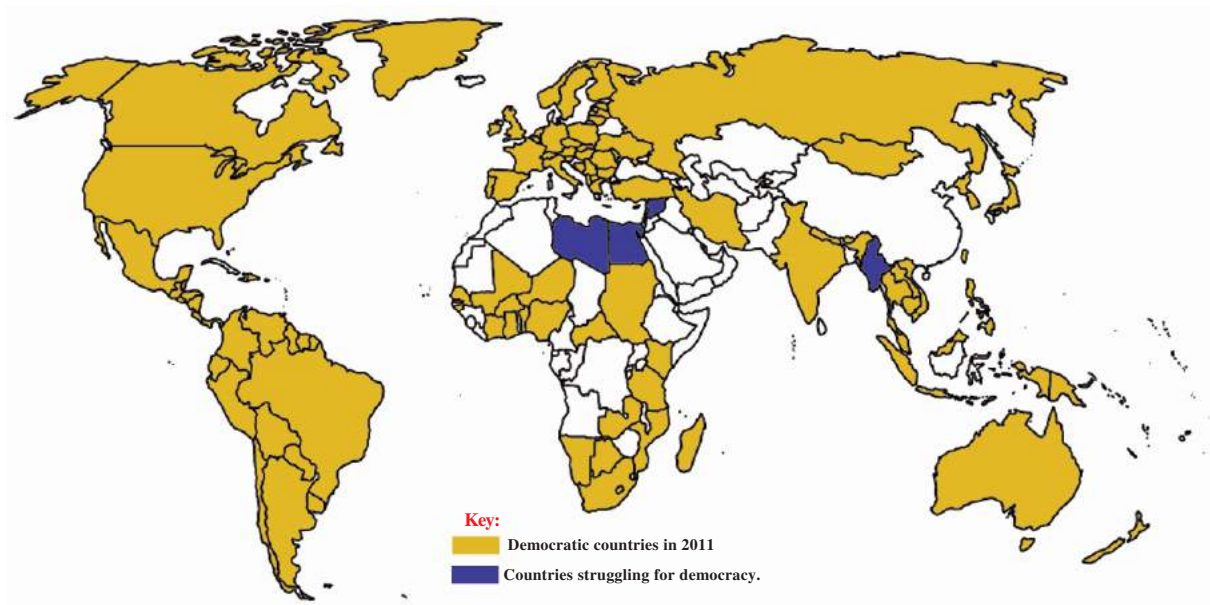 Key:
Democratic countries in 2011
Countries struggling for democracy.